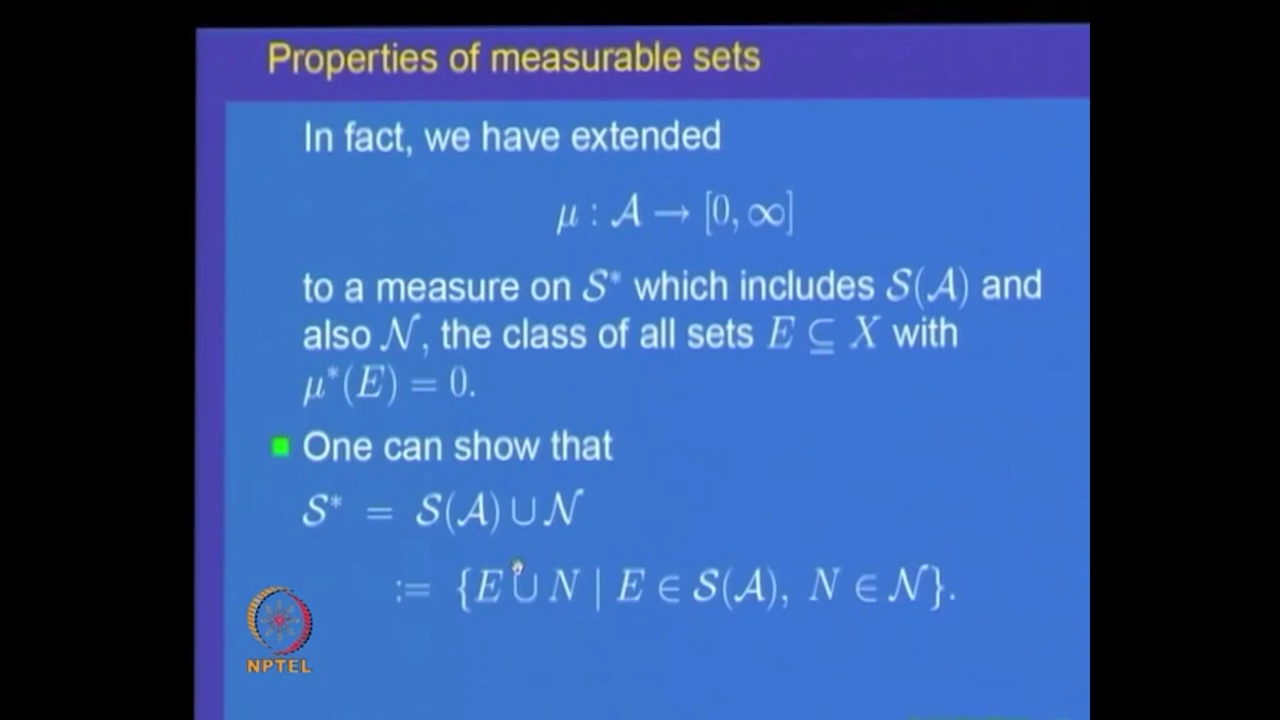 Properties of measurable sets
In fact, we have extended
μ : 𝒜 → [0, ∞]
to a measure on 𝒮* which includes 𝒮(𝒜) and
also 𝒩, the class of all sets E ⊆ X with
μ*(E) = 0.
One can show that
𝒮* = 𝒮(𝒜) ∪ 𝒩
:= {E ∪ N | E ∈ 𝒮(𝒜), N ∈ 𝒩}.
NPTEL